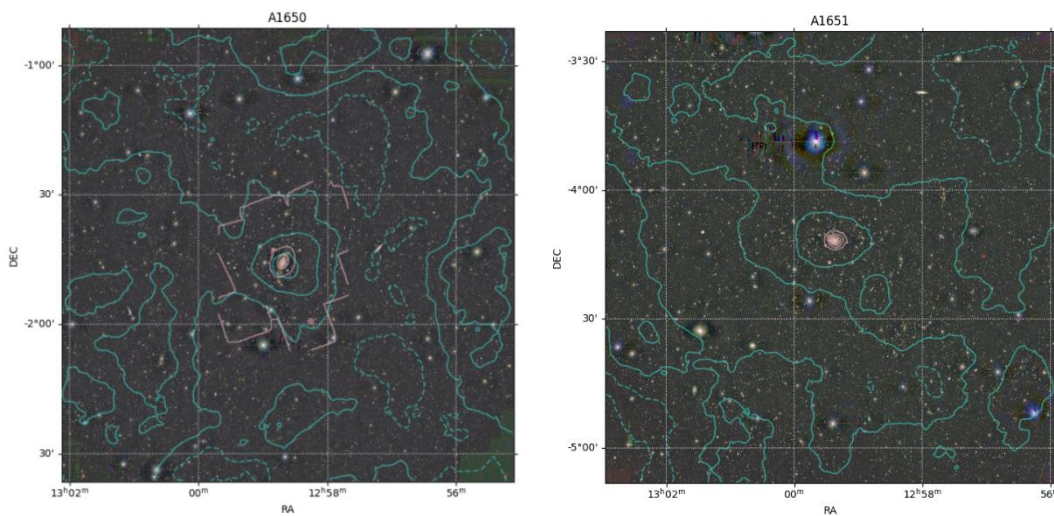 A1650
-1°00'
30'
DEC
-2°00'
30'
13ʰ02ᵐ
00ᵐ
12ʰ58ᵐ
56ᵐ
RA
A1651
-3°30'
-4°00'
DEC
30'
-5°00'
13ʰ02ᵐ
00ᵐ
12ʰ58ᵐ
56ᵐ
RA